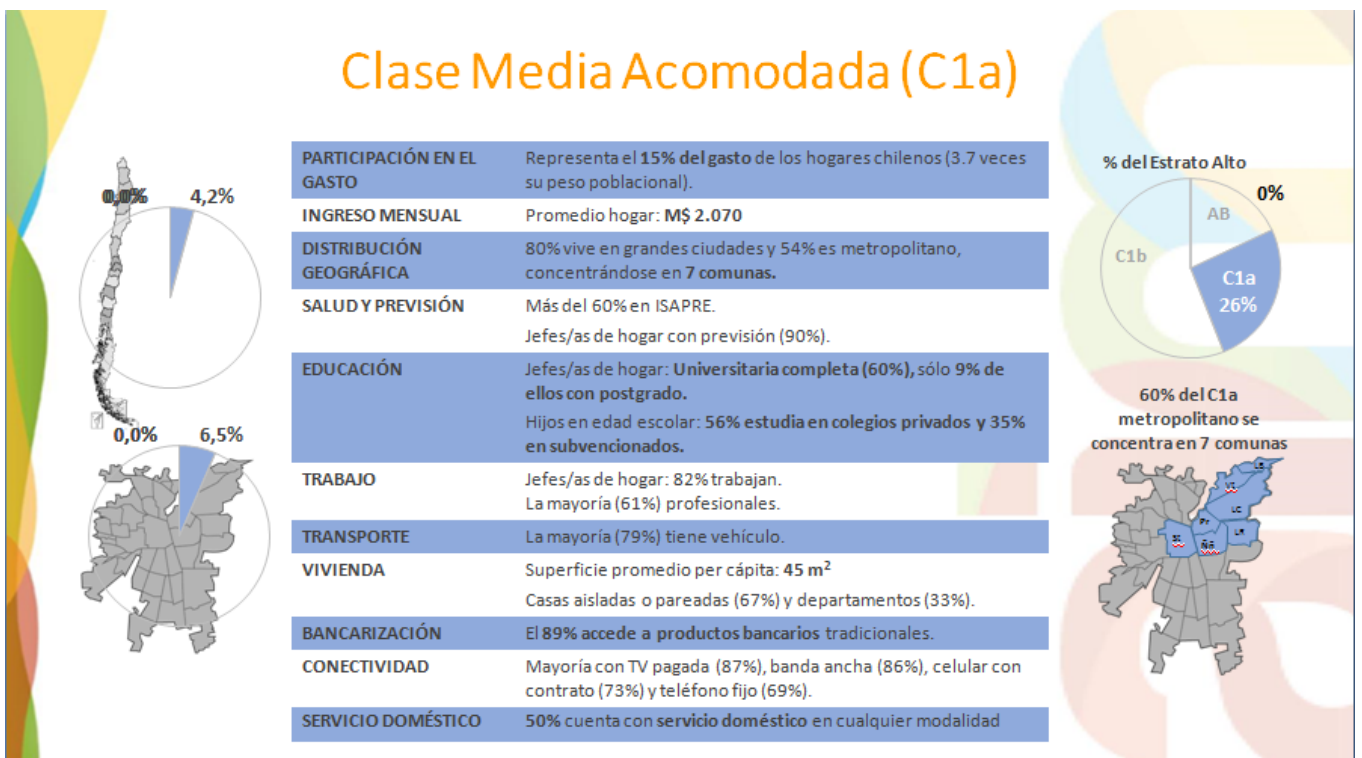 Clase Media Acomodada (C1a)
0,0%
4,2%
0,0%
6,5%
PARTICIPACIÓN EN EL
GASTO
Representa el 15% del gasto de los hogares chilenos (3.7 veces
su peso poblacional).
INGRESO MENSUAL
Promedio hogar: M$ 2.070
DISTRIBUCIÓN
GEOGRÁFICA
80% vive en grandes ciudades y 54% es metropolitano,
concentrándose en 7 comunas.
SALUD Y PREVISIÓN
Más del 60% en ISAPRE.
Jefes/as de hogar con previsión (90%).
EDUCACIÓN
Jefes/as de hogar: Universitaria completa (60%), sólo 9% de
ellos con postgrado.
Hijos en edad escolar: 56% estudia en colegios privados y 35%
en subvencionados.
TRABAJO
Jefes/as de hogar: 82% trabajan.
La mayoría (61%) profesionales.
TRANSPORTE
La mayoría (79%) tiene vehículo.
VIVIENDA
Superficie promedio per cápita: 45 m²
Casas aisladas o pareadas (67%) y departamentos (33%).
BANCARIZACIÓN
El 89% accede a productos bancarios tradicionales.
CONECTIVIDAD
Mayoría con TV pagada (87%), banda ancha (86%), celular con
contrato (73%) y teléfono fijo (69%).
SERVICIO DOMÉSTICO
50% cuenta con servicio doméstico en cualquier modalidad
% del Estrato Alto
0%
AB
C1b
C1a
26%
60% del C1a
metropolitano se
concentra en 7 comunas
LB
LC
Pr
LR
Ññ